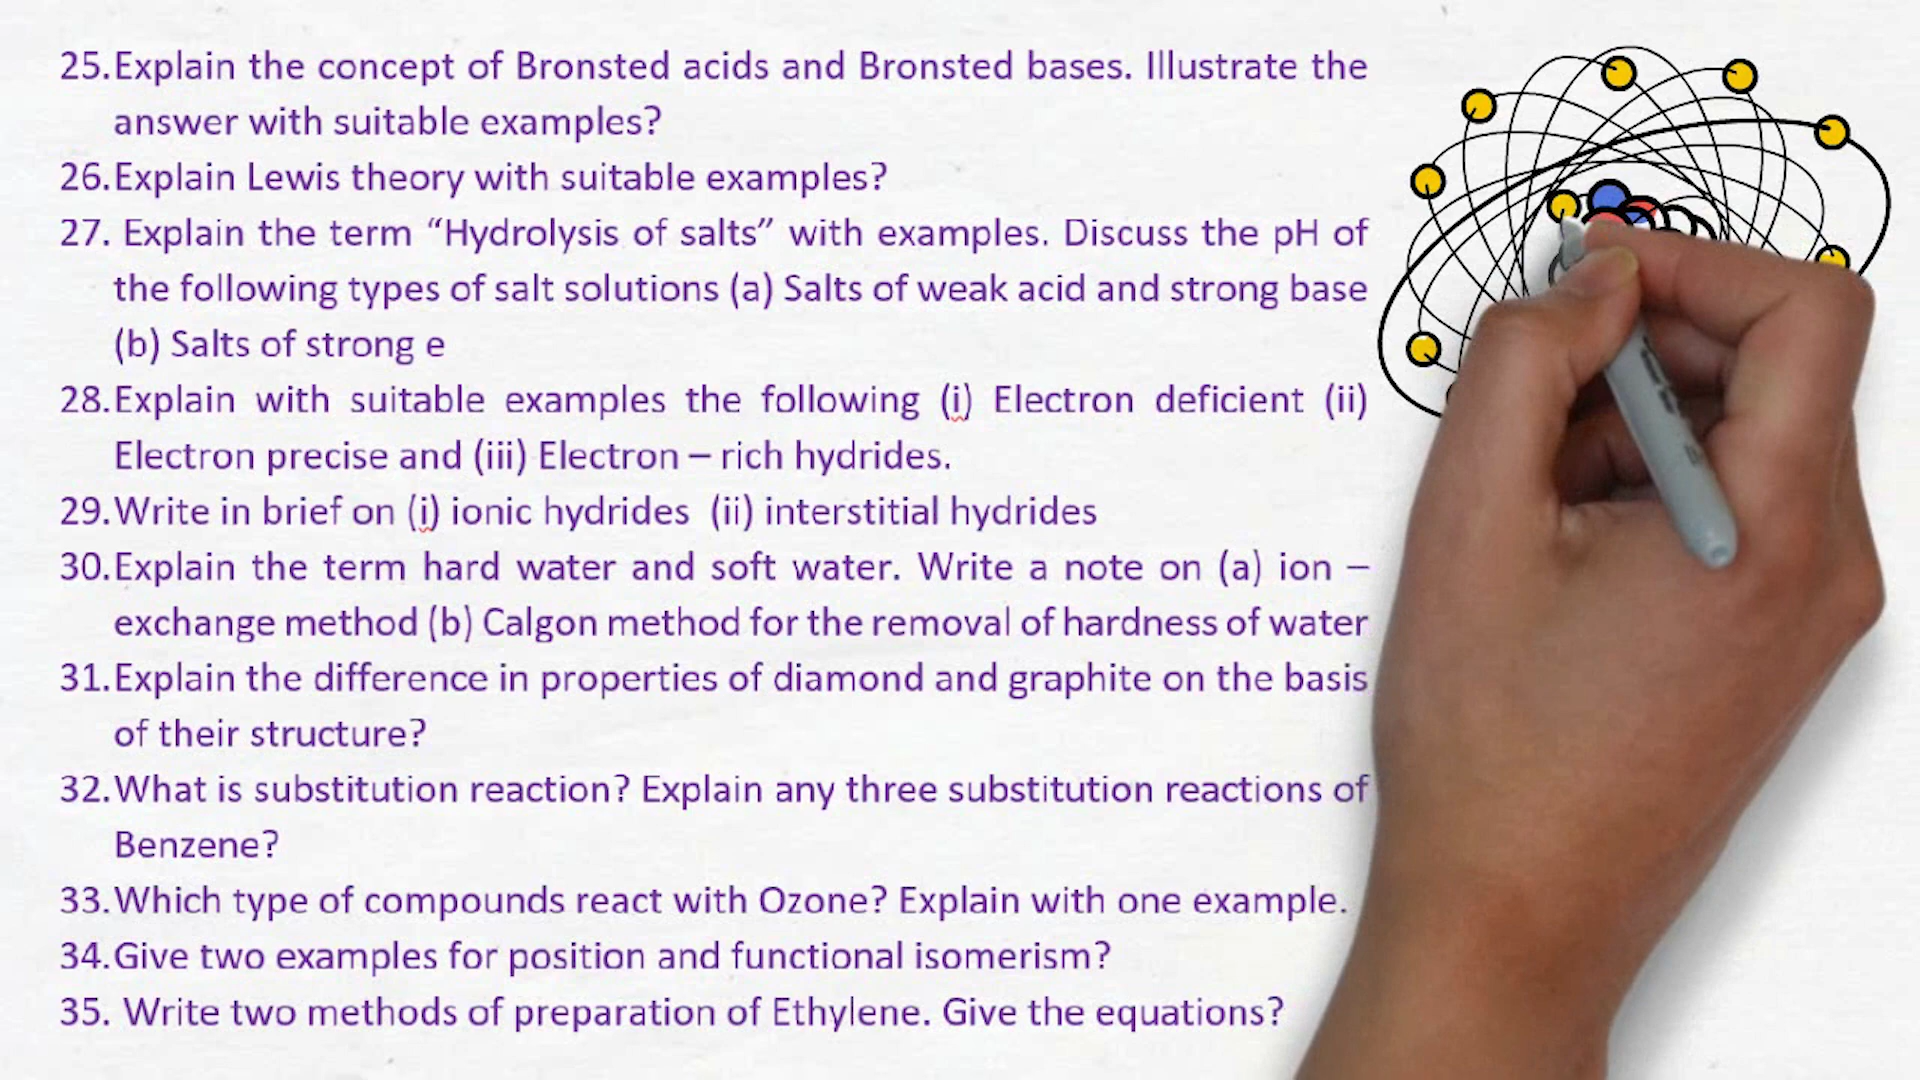 25.Explain the concept of Bronsted acids and Bronsted bases. Illustrate the
answer with suitable examples?
26.Explain Lewis theory with suitable examples?
27. Explain the term “Hydrolysis of salts” with examples. Discuss the pH of
the following types of salt solutions (a) Salts of weak acid and strong base
(b) Salts of strong e
28.Explain with suitable examples the following (i) Electron deficient (ii)
Electron precise and (iii) Electron – rich hydrides.
29.Write in brief on (i) ionic hydrides (ii) interstitial hydrides
30.Explain the term hard water and soft water. Write a note on (a) ion –
exchange method (b) Calgon method for the removal of hardness of water
31.Explain the difference in properties of diamond and graphite on the basis
of their structure?
32.What is substitution reaction? Explain any three substitution reactions of
Benzene?
33.Which type of compounds react with Ozone? Explain with one example.
34.Give two examples for position and functional isomerism?
35. Write two methods of preparation of Ethylene. Give the equations?